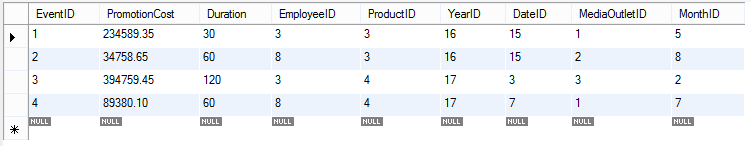 EventID PromotionCost Duration EmployeeID ProductID YearID DateID MediaOutletID MonthID
1 234589.35 30 3 3 16 15 1 5
2 34758.65 60 8 3 16 15 2 8
3 394759.45 120 3 4 17 3 3 2
4 89380.10 60 8 4 17 7 1 7
NULL NULL NULL NULL NULL NULL NULL NULL NULL